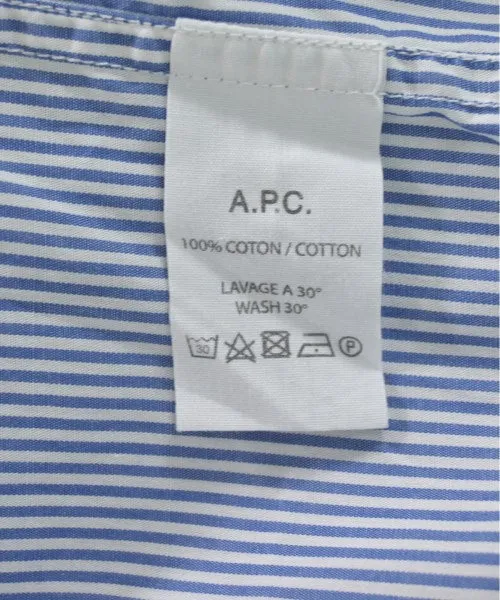 A.P.C.
100% COTON / COTTON
LAVAGE A 30°
WASH 30°
30 P